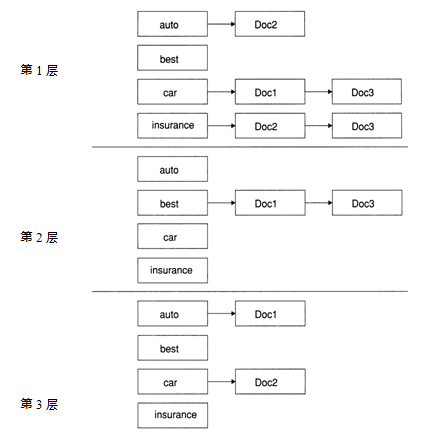 auto Doc2
best
第1层
car Doc1 Doc3
insurance Doc2 Doc3
auto
best Doc1 Doc3
第2层
car
insurance
auto Doc1
best
car Doc2
第3层
insurance